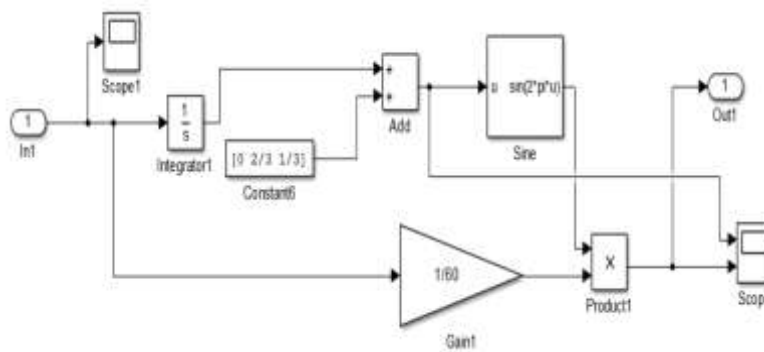 Scope1
1
In1
1
s
Integrator1
[0 2/3 1/3]
Constant6
+
+
Add
u sin(2*p*u)
Sine
1
Out1
1/60
Gain1
X
Product1
Scop